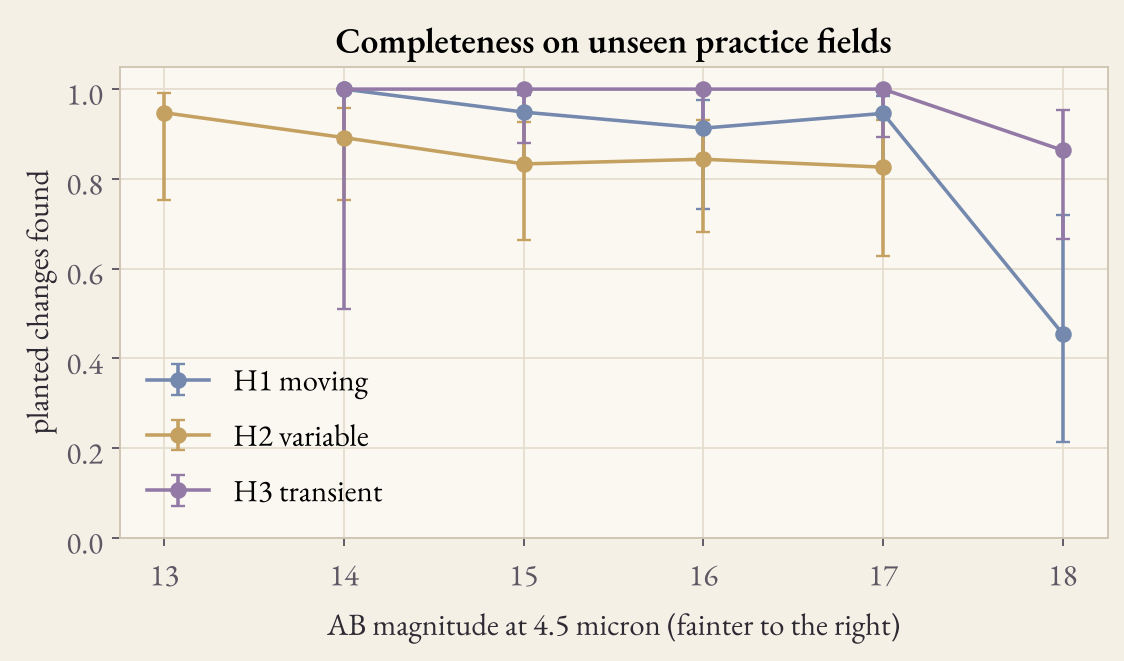 Completeness on unseen practice fields
planted changes found
1.0
0.8
0.6
0.4
0.2
0.0
H1 moving
H2 variable
H3 transient
13 14 15 16 17 18
AB magnitude at 4.5 micron (fainter to the right)